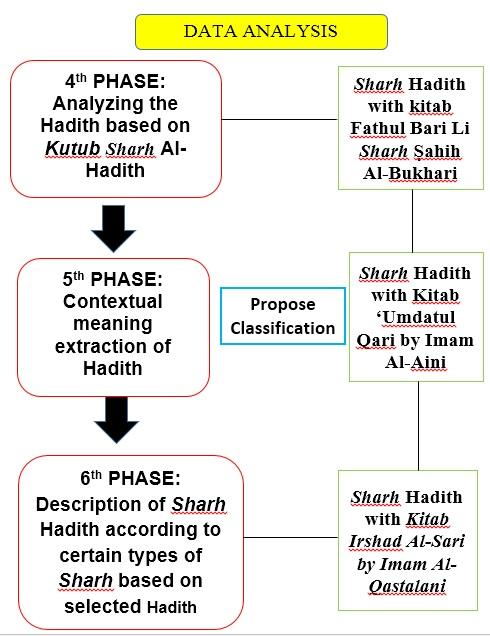 DATA ANALYSIS
4th PHASE:
Analyzing the
Hadith based on
Kutub Sharh Al-
Hadith
Sharh Hadith
with kitab
Fathul Bari Li
Sharh Ṣahih
Al-Bukhari
5th PHASE:
Contextual
meaning
extraction of
Hadith
Propose
Classification
Sharh Hadith
with Kitab
‘Umdatul
Qari by Imam
Al-Aini
6th PHASE:
Description of Sharh
Hadith according to
certain types of
Sharh based on
selected Hadith
Sharh Hadith
with Kitab
Irshad Al-Sari
by Imam Al-
Qastalani